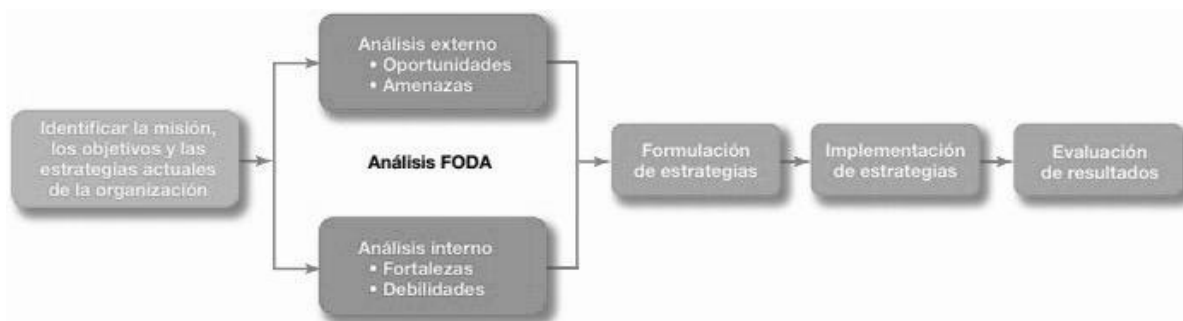 Identificar la misión,
los objetivos y las
estrategias actuales
de la organización
Análisis externo
▪ Oportunidades
▪ Amenazas
Análisis FODA
Análisis interno
▪ Fortalezas
▪ Debilidades
Formulación
de estrategias
Implementación
de estrategias
Evaluación
de resultados